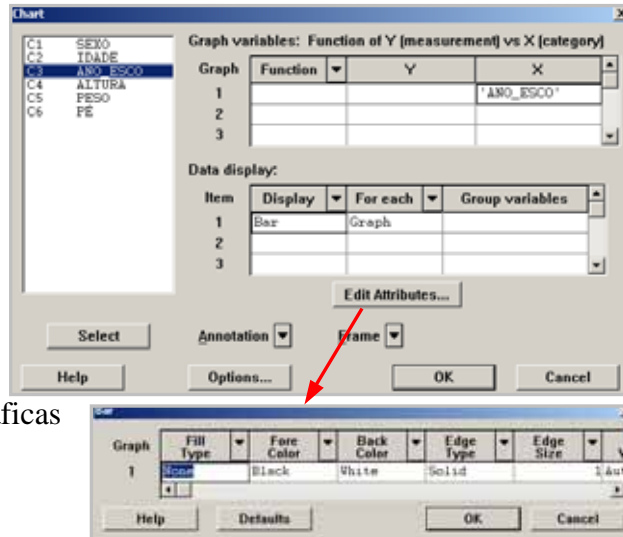 Chart
C1 SEXO
C2 IDADE
C3 ANO_ESCO
C4 ALTURA
C5 PESO
C6 PÉ
Graph variables: Function of Y (measurement) vs X (category)
Graph Function Y X
1 'ANO_ESCO'
2
3
Data display:
Item Display For each Group variables
1 Bar Graph
2
3
Edit Attributes...
Select Annotation Frame
Help Options... OK Cancel
áficas
Bar
Graph Fill Type Fore Color Back Color Edge Type Edge Size
1 None Black White Solid 1
Help Defaults OK Cancel